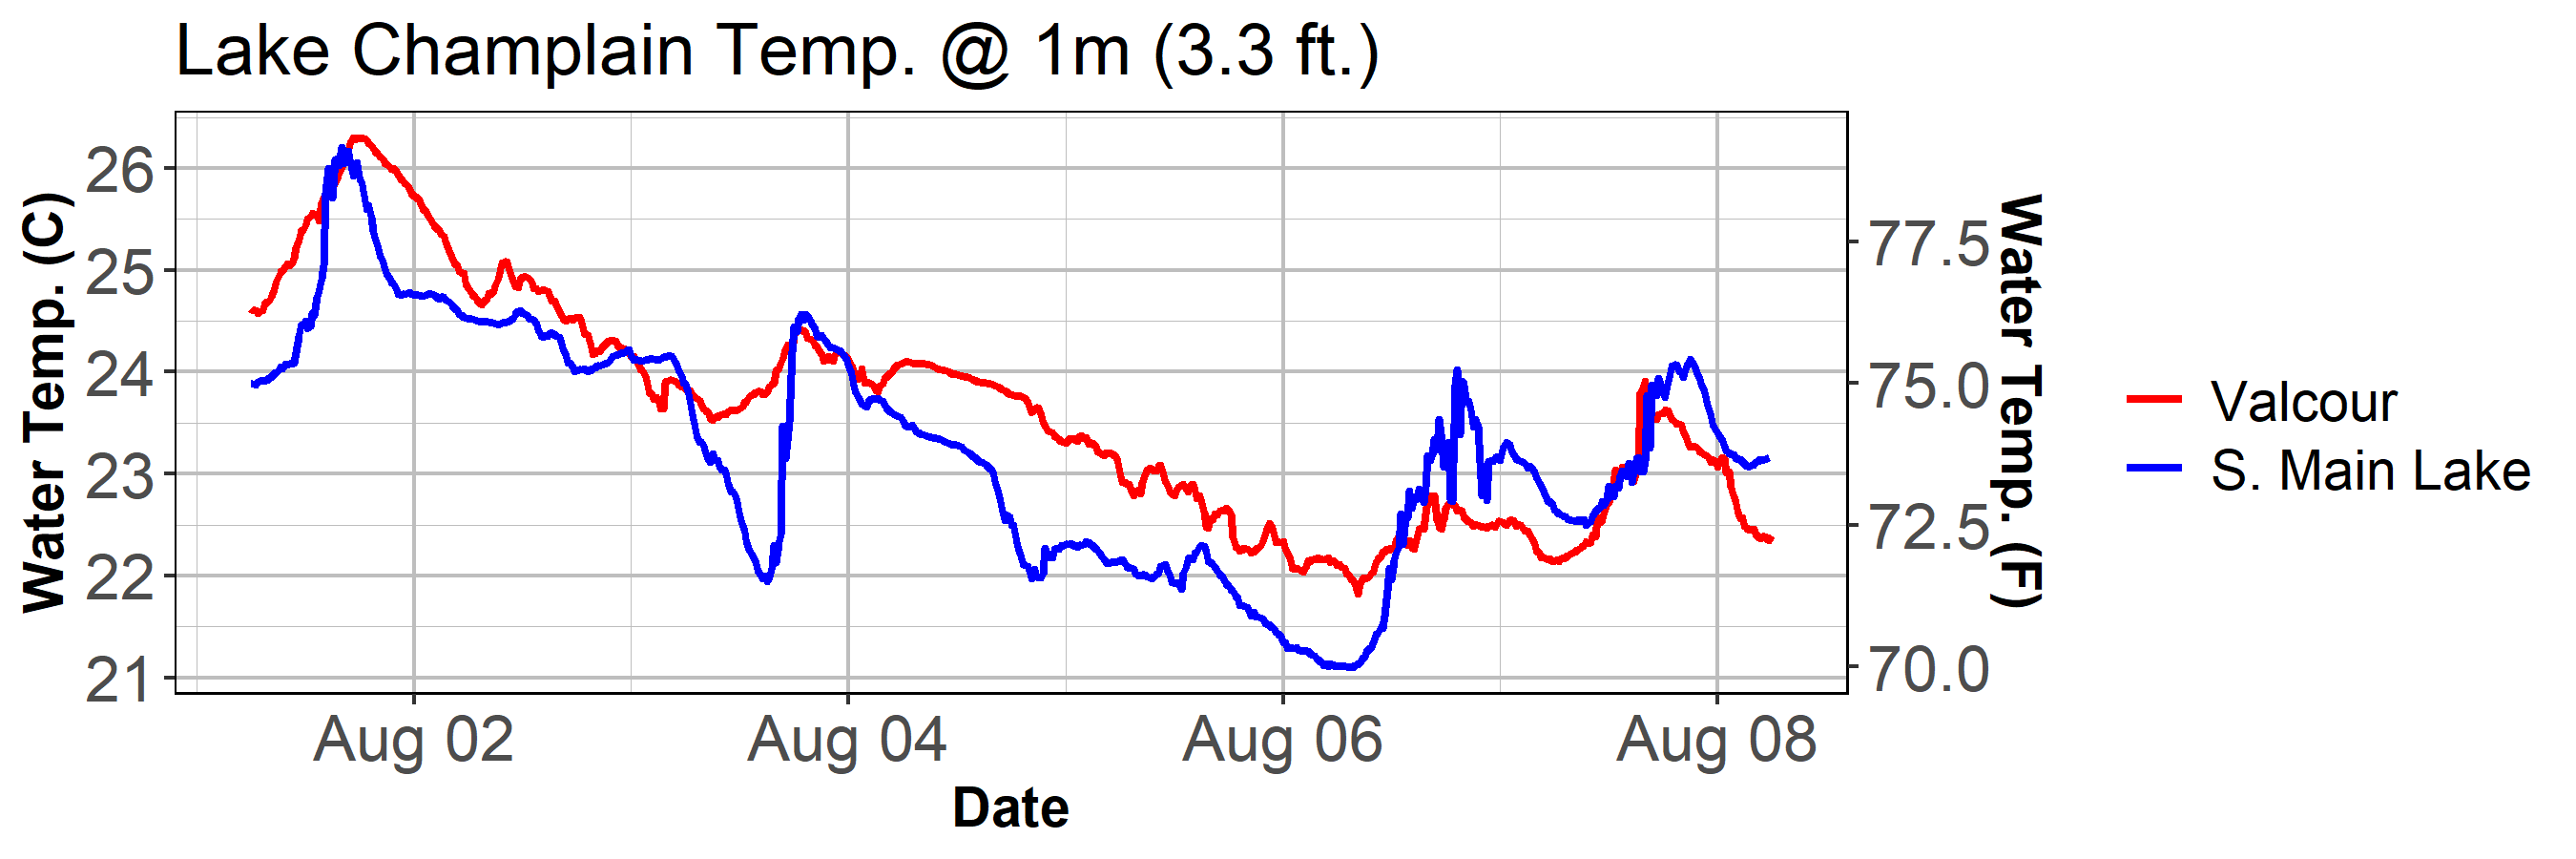 Lake Champlain Temp. @ 1m (3.3 ft.)
Water Temp. (C)
26
25
24
23
22
21
77.5
75.0
72.5
70.0
Water Temp. (F)
Aug 02
Aug 04
Aug 06
Aug 08
Date
Valcour
S. Main Lake